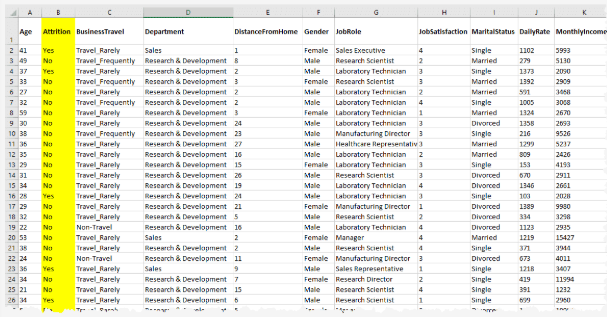 A B C D E F G H I J K
1 Age Attrition BusinessTravel Department DistanceFromHome Gender JobRole JobSatisfaction MaritalStatus DailyRate MonthlyIncome
2 41 Yes Travel_Rarely Sales 1 Female Sales Executive 4 Single 1102 5993
3 49 No Travel_Frequently Research & Development 8 Male Research Scientist 2 Married 279 5130
4 37 Yes Travel_Rarely Research & Development 2 Male Laboratory Technician 3 Single 1373 2090
5 33 No Travel_Frequently Research & Development 3 Female Research Scientist 3 Married 1392 2909
6 27 No Travel_Rarely Research & Development 2 Male Laboratory Technician 2 Married 591 3468
7 32 No Travel_Frequently Research & Development 2 Male Laboratory Technician 4 Single 1005 3068
8 59 No Travel_Rarely Research & Development 3 Female Laboratory Technician 1 Married 1324 2670
9 30 No Travel_Rarely Research & Development 24 Male Laboratory Technician 3 Divorced 1358 2693
10 38 No Travel_Frequently Research & Development 23 Male Manufacturing Director 3 Single 216 9526
11 36 No Travel_Rarely Research & Development 27 Male Healthcare Representativ 3 Married 1299 5237
12 35 No Travel_Rarely Research & Development 16 Male Laboratory Technician 2 Married 809 2426
13 29 No Travel_Rarely Research & Development 15 Female Laboratory Technician 3 Single 153 4193
14 31 No Travel_Rarely Research & Development 26 Male Research Scientist 3 Divorced 670 2911
15 34 No Travel_Rarely Research & Development 19 Male Laboratory Technician 4 Divorced 1346 2661
16 28 Yes Travel_Rarely Research & Development 24 Male Laboratory Technician 3 Single 103 2028
17 29 No Travel_Rarely Research & Development 21 Female Manufacturing Director 1 Divorced 1389 9980
18 32 No Travel_Rarely Research & Development 5 Male Research Scientist 2 Divorced 334 3298
19 22 No Non-Travel Research & Development 16 Male Laboratory Technician 4 Divorced 1123 2935
20 53 No Travel_Rarely Sales 2 Female Manager 4 Married 1219 15427
21 38 No Travel_Rarely Research & Development 2 Male Research Scientist 4 Single 371 3944
22 24 No Non-Travel Research & Development 11 Female Manufacturing Director 3 Divorced 673 4011
23 36 Yes Travel_Rarely Sales 9 Male Sales Representative 1 Single 1218 3407
24 34 No Travel_Rarely Research & Development 7 Female Research Director 2 Single 419 11994
25 21 No Travel_Rarely Research & Development 15 Male Research Scientist 4 Single 391 1232
26 34 Yes Travel_Rarely Research & Development 6 Male Research Scientist 1 Single 699 2960